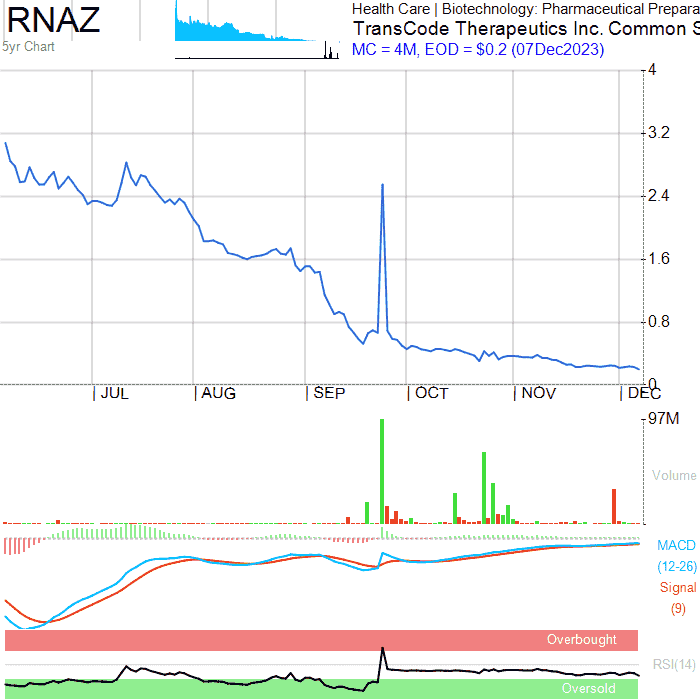 RNAZ
5yr Chart
Health Care | Biotechnology: Pharmaceutical Prepara
TransCode Therapeutics Inc. Common S
MC = 4M, EOD = $0.2 (07Dec2023)
4
3.2
2.4
1.6
0.8
0
JUL AUG SEP OCT NOV DEC
97M
Volume
MACD
(12-26)
Signal
(9)
Overbought
RSI(14)
Oversold